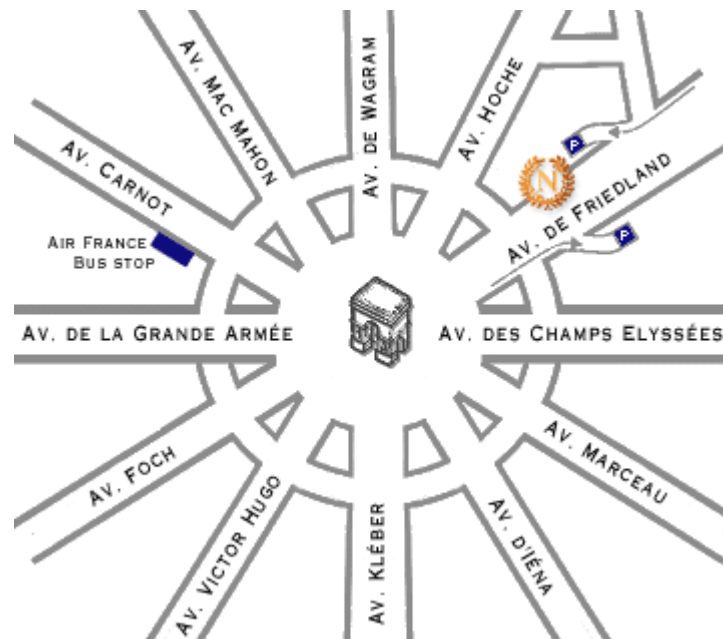 AV. MAC MAHON
AV. DE WAGRAM
AV. HOCHE
AV. CARNOT
P
N
AV. DE FRIEDLAND
P
AIR FRANCE
BUS STOP
AV. DE LA GRANDE ARMÉE
AV. DES CHAMPS ELYSSÉES
AV. FOCH
AV. MARCEAU
AV. VICTOR HUGO
AV. KLÉBER
AV. D'IÉNA